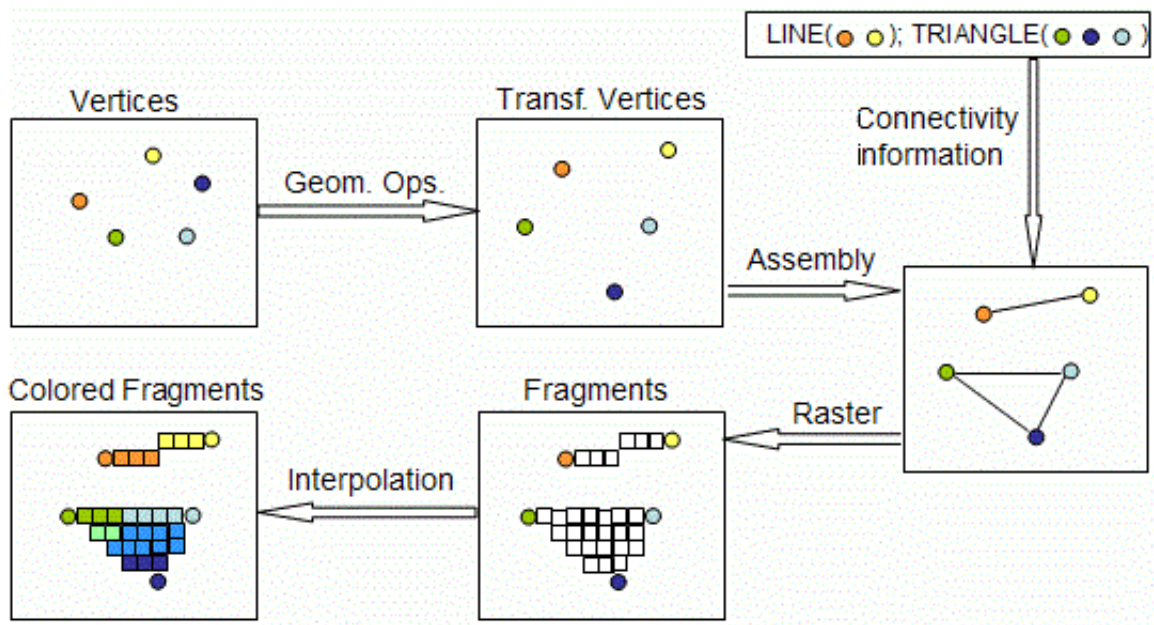 LINE( ); TRIANGLE( )
Vertices
Transf. Vertices
Connectivity
information
Geom. Ops.
Assembly
Colored Fragments
Fragments
Raster
Interpolation